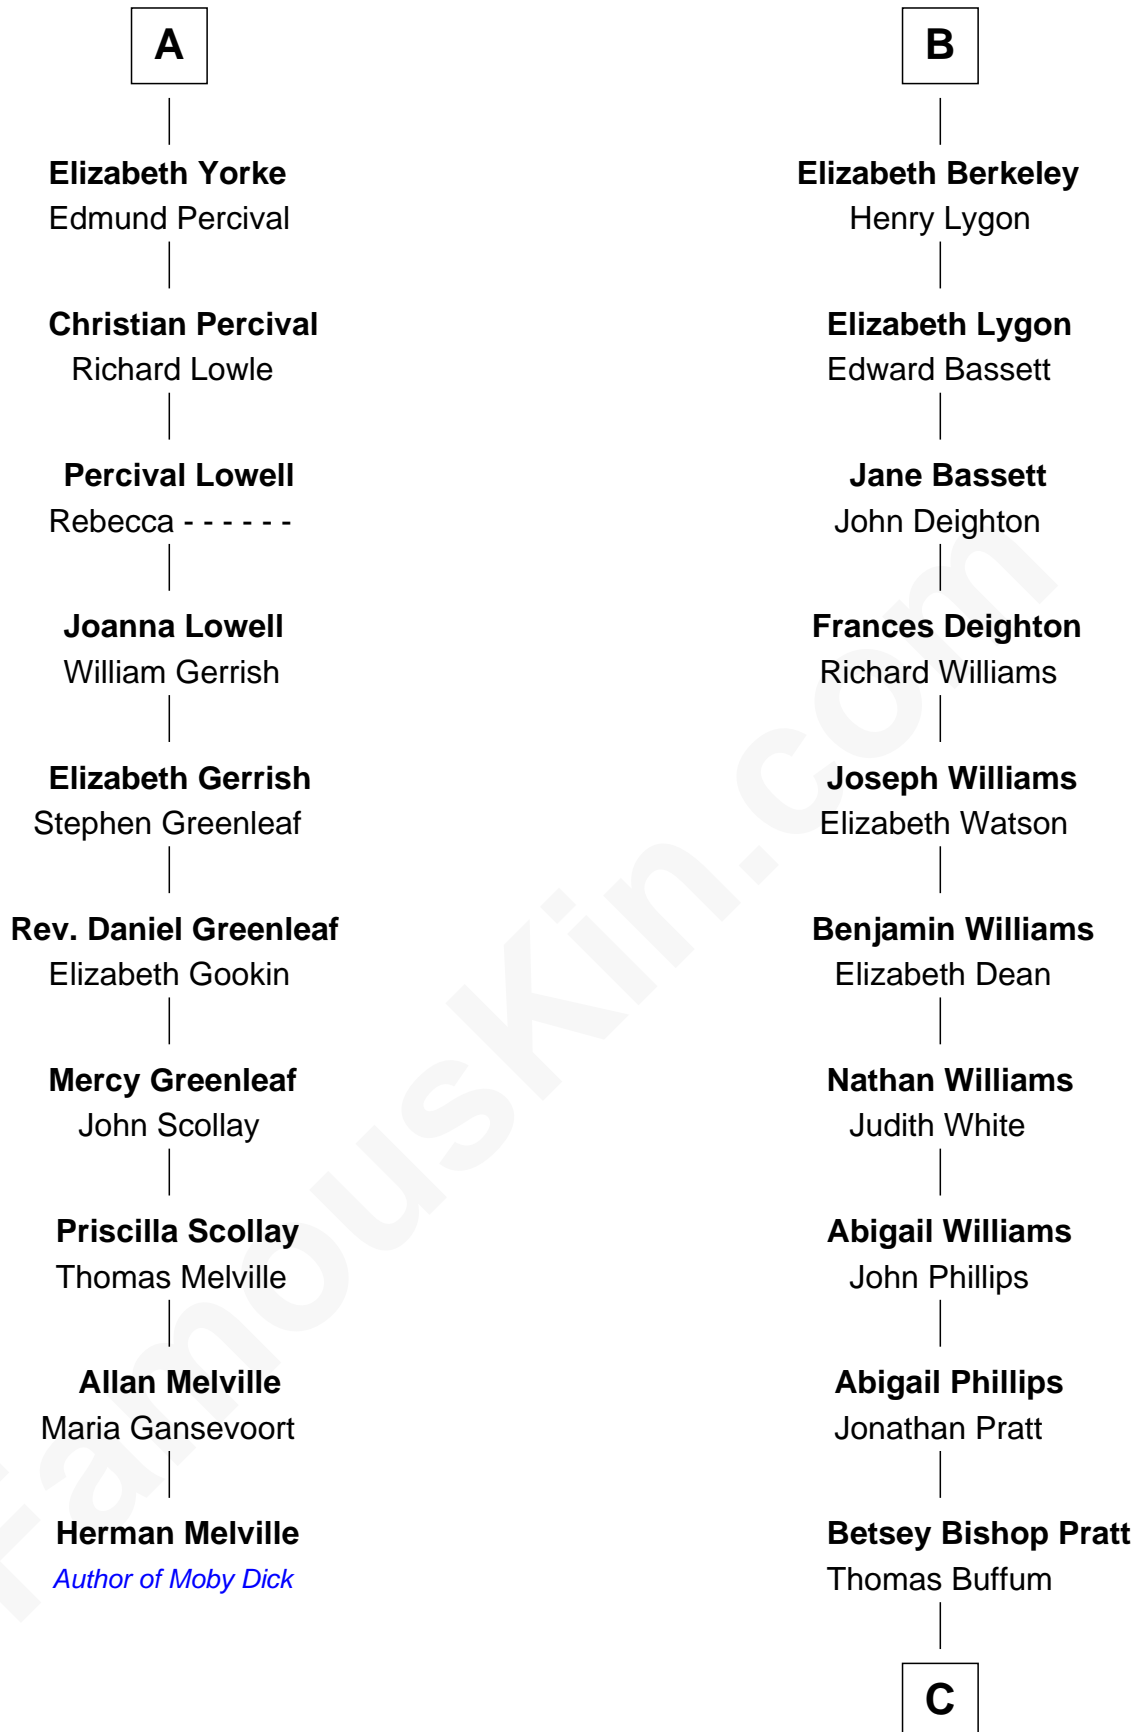 A
Elizabeth Yorke
Edmund Percival
Christian Percival
Richard Lowle
Percival Lowell
Rebecca - - - - - -
Joanna Lowell
William Gerrish
Elizabeth Gerrish
Stephen Greenleaf
Rev. Daniel Greenleaf
Elizabeth Gookin
Mercy Greenleaf
John Scollay
Priscilla Scollay
Thomas Melville
Allan Melville
Maria Gansevoort
Herman Melville
Author of Moby Dick
B
Elizabeth Berkeley
Henry Lygon
Elizabeth Lygon
Edward Bassett
Jane Bassett
John Deighton
Frances Deighton
Richard Williams
Joseph Williams
Elizabeth Watson
Benjamin Williams
Elizabeth Dean
Nathan Williams
Judith White
Abigail Williams
John Phillips
Abigail Phillips
Jonathan Pratt
Betsey Bishop Pratt
Thomas Buffum
C
FamousKin.com